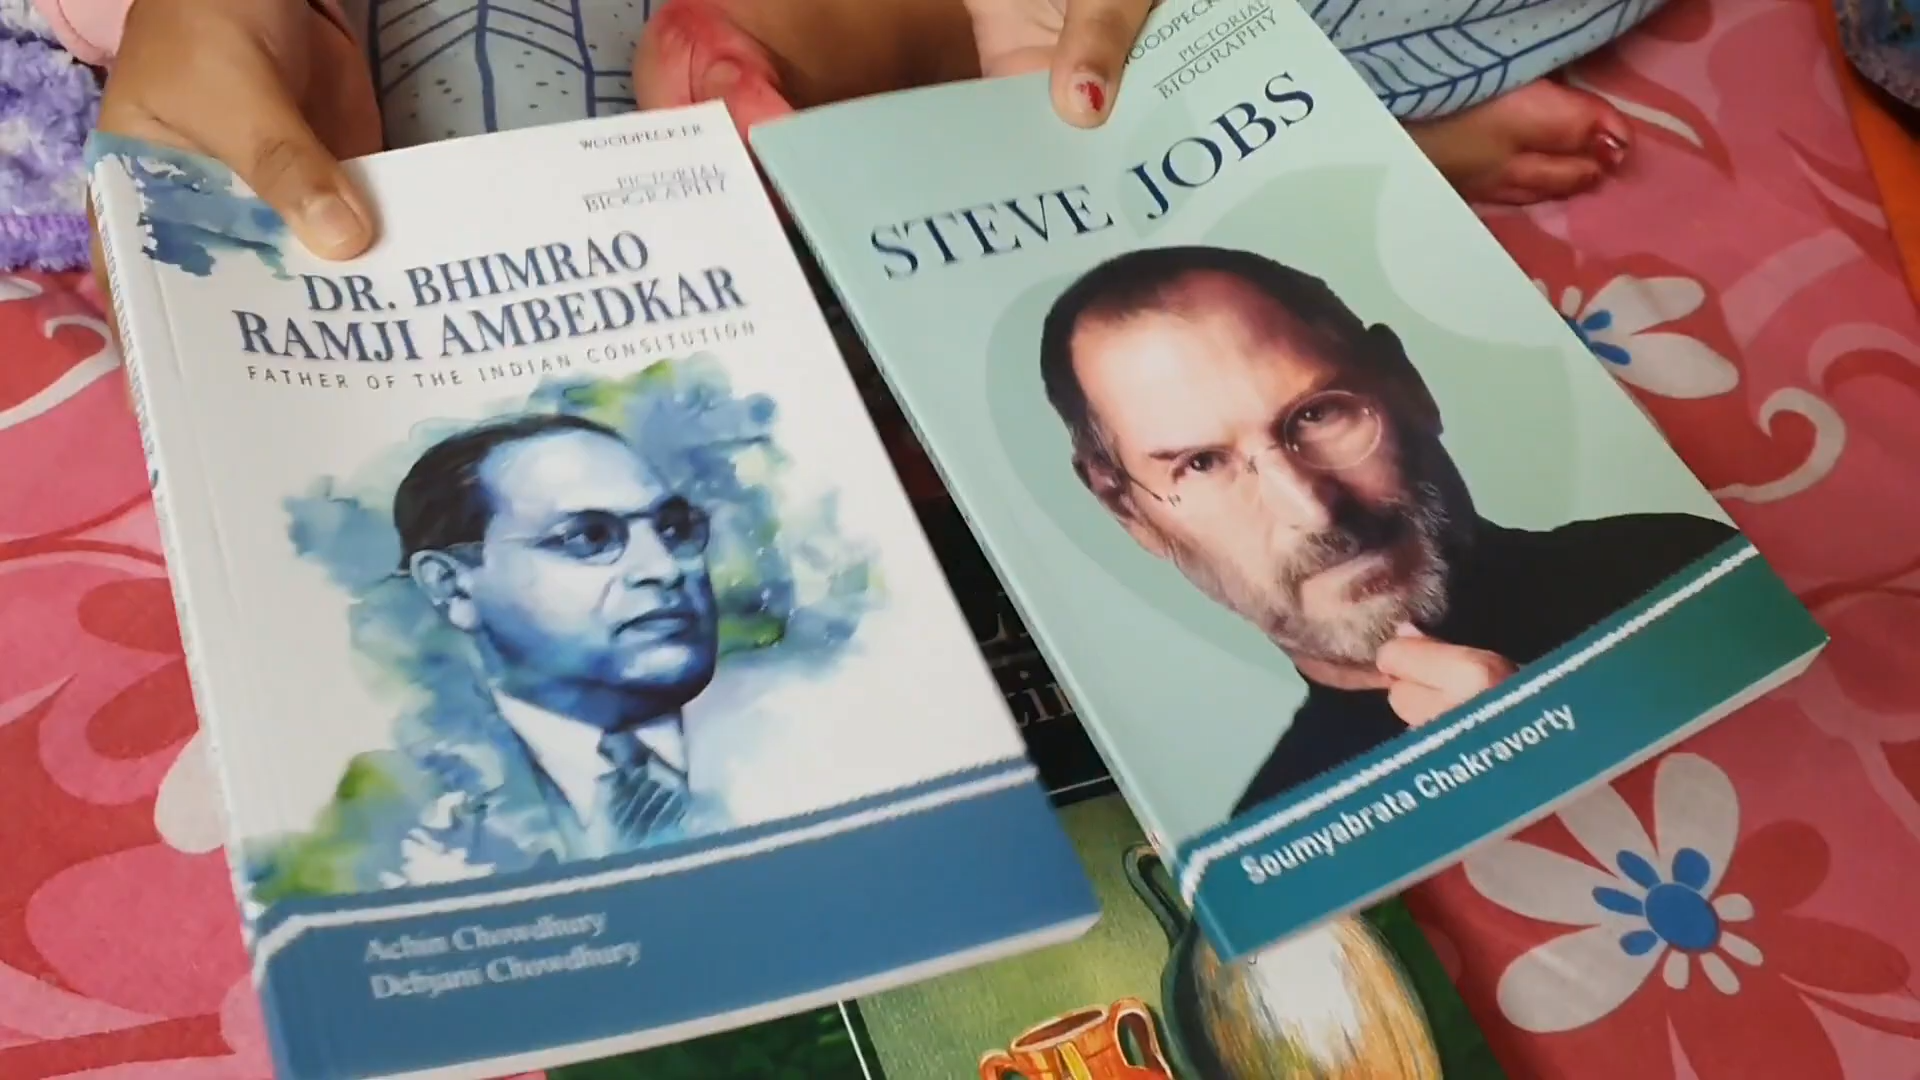 WOODPECKER
PICTORIAL
BIOGRAPHY
DR. BHIMRAO
RAMJI AMBEDKAR
FATHER OF THE INDIAN CONSITUTION
Achin Chowdhury
Debjani Chowdhury
WOODPECKER
PICTORIAL
BIOGRAPHY
STEVE JOBS
Soumyabrata Chakravorty